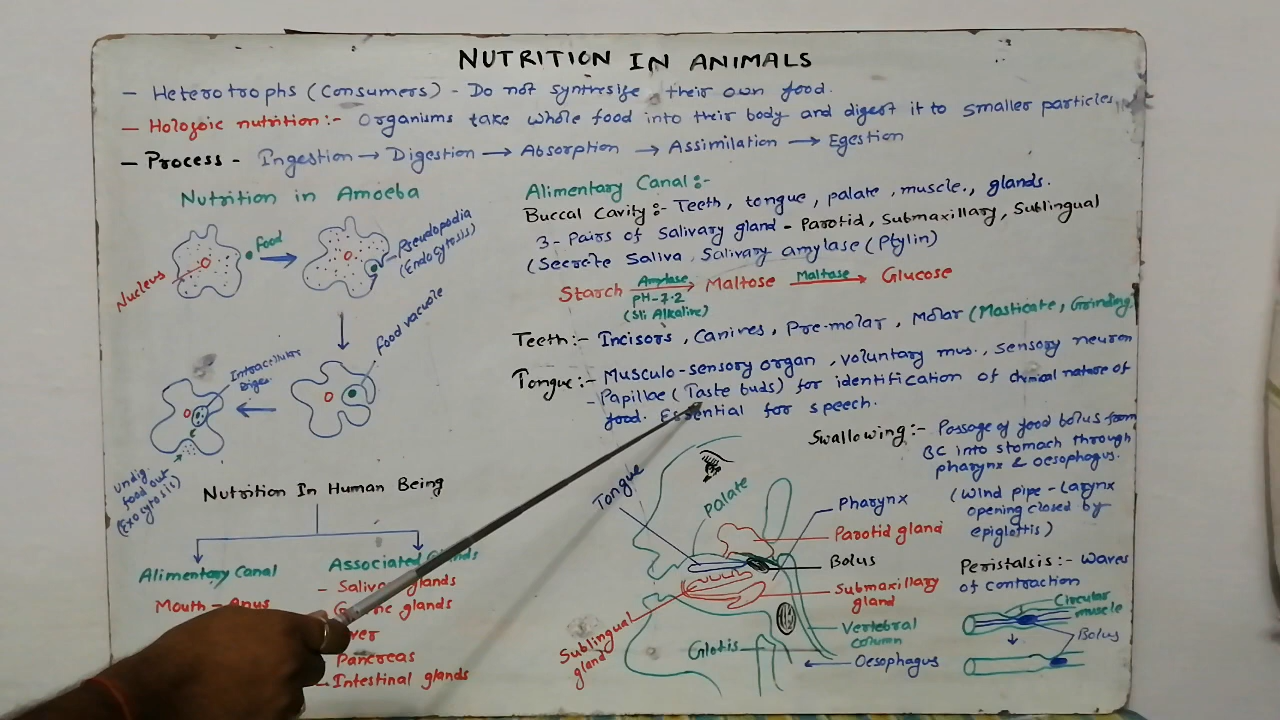 NUTRITION IN ANIMALS
- Heterotrophs (Consumers) - Do not synthesize their own food.
- Holozoic nutrition:- Organisms take whole food into their body and digest it to smaller particles
- Process - Ingestion → Digestion → Absorption → Assimilation → Egestion
Nutrition in Amoeba
Food
Pseudopodia
(Endocytosis)
Nucleus
Food vacuole
Intracellular
Diges.
undig.
food out
(Exocytosis)
Nutrition In Human Being
Alimentary Canal
Mouth - Anus
Associated Glands
- Saliva glands
glands
Pancreas
- Intestinal glands
Alimentary Canal:-
Buccal Cavity:- Teeth, tongue, palate, muscle., glands.
3- Pairs of Salivary gland - Parotid, Submaxillary, Sublingual
(Secrete Saliva, Salivary amylase (Ptylin)
Starch Amylase → Maltose Maltase → Glucose
PH-7.2
(Sli Alkaline)
Teeth:- Incisors, Canines, Pre-molar, Molar (Masticate, Grinding
Tongue:- Musculo-sensory organ, voluntary mus., sensory neuron
- Papillae (Taste buds) for identification of chmical nature of
food. Essential for speech.
Swallowing:- Passage of food bolus from
BC into stomach through
pharynx & oesophagus.
(Wind pipe - Larynx
opening closed by
epiglottis)
Peristalsis:- Waves
of contraction
Circular
muscle
Bolus
Tongue
Palate
Pharynx
Parotid gland
Bolus
Submaxillary
gland
Vertebral
column
Oesophagus
Glotis
Sublingual
gland